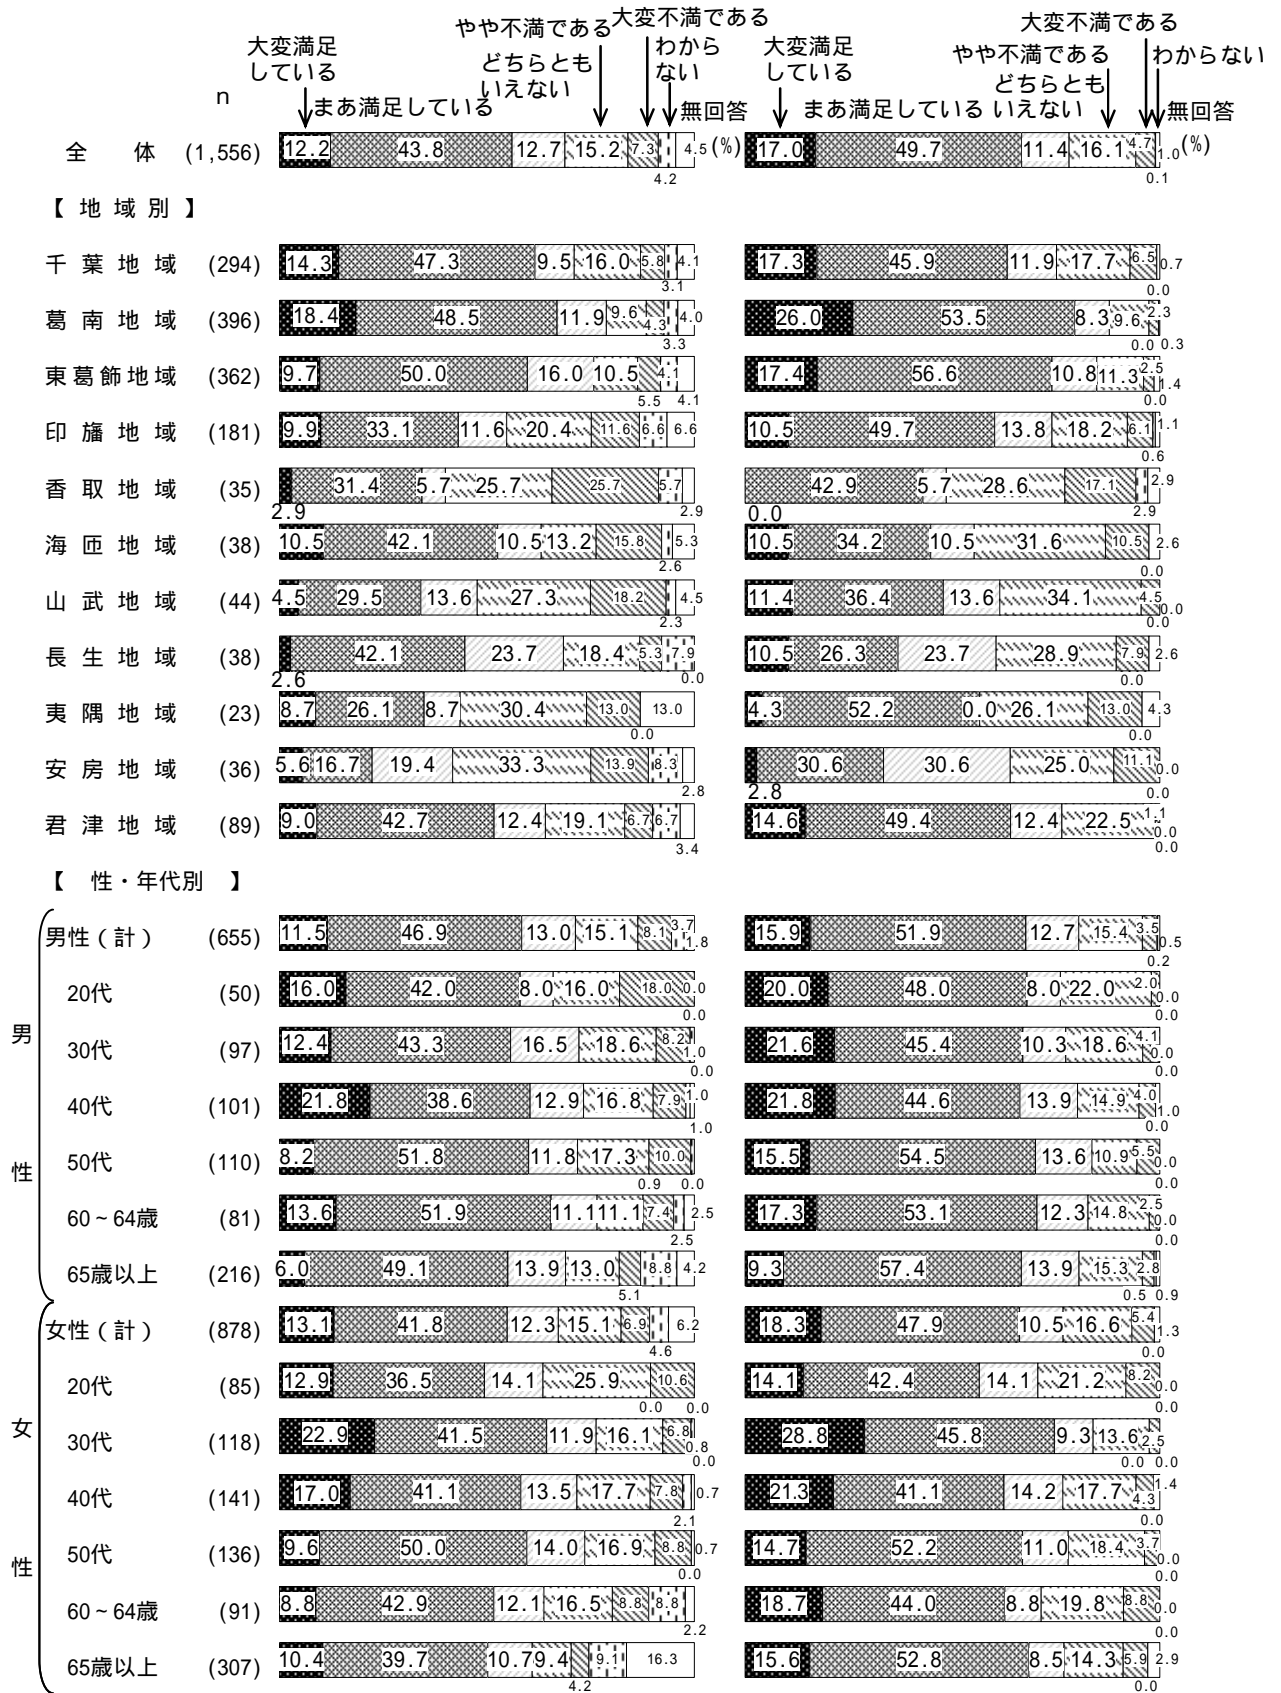 大変不満である
やや不満である
大変満足
している
わから
ない
どちらとも
いえない
n
まあ満足している
無回答
大変不満である
大変満足
している
やや不満である
わからない
どちらとも
まあ満足している いえない
無回答
全 体 (1,556) 12.2 43.8 12.7 15.2 7.3 4.2 4.5 (%) 17.0 49.7 11.4 16.1 4.7 0.1 1.0 (%)
【 地 域 別 】
千 葉 地 域 (294) 14.3 47.3 9.5 16.0 5.8 3.1 4.1 17.3 45.9 11.9 17.7 6.5 0.0 0.7
葛 南 地 域 (396) 18.4 48.5 11.9 9.6 4.3 3.3 4.0 26.0 53.5 8.3 9.6 2.3 0.0 0.3
東 葛 飾 地 域 (362) 9.7 50.0 16.0 10.5 5.5 4.1 4.1 17.4 56.6 10.8 11.3 2.5 0.0 1.4
印 旛 地 域 (181) 9.9 33.1 11.6 20.4 11.6 6.6 6.6 10.5 49.7 13.8 18.2 6.1 0.6 1.1
香 取 地 域 (35) 2.9 31.4 5.7 25.7 25.7 5.7 2.9 0.0 42.9 5.7 28.6 17.1 2.9 2.9
海 匝 地 域 (38) 10.5 42.1 10.5 13.2 15.8 2.6 5.3 10.5 34.2 10.5 31.6 10.5 0.0 2.6
山 武 地 域 (44) 4.5 29.5 13.6 27.3 18.2 2.3 4.5 11.4 36.4 13.6 34.1 4.5 0.0 0.0
長 生 地 域 (38) 2.6 42.1 23.7 18.4 5.3 7.9 0.0 10.5 26.3 23.7 28.9 7.9 0.0 2.6
夷 隅 地 域 (23) 8.7 26.1 8.7 30.4 13.0 0.0 13.0 4.3 52.2 0.0 26.1 13.0 0.0 4.3
安 房 地 域 (36) 5.6 16.7 19.4 33.3 13.9 8.3 2.8 2.8 30.6 30.6 25.0 11.1 0.0 0.0
君 津 地 域 (89) 9.0 42.7 12.4 19.1 6.7 6.7 3.4 14.6 49.4 12.4 22.5 1.1 0.0 0.0
【 性・年代別 】
男性(計) (655) 11.5 46.9 13.0 15.1 8.1 3.7 1.8 15.9 51.9 12.7 15.4 3.5 0.2 0.5
20代 (50) 16.0 42.0 8.0 16.0 18.0 0.0 0.0 20.0 48.0 8.0 22.0 2.0 0.0 0.0
男
30代 (97) 12.4 43.3 16.5 18.6 8.2 1.0 0.0 21.6 45.4 10.3 18.6 4.1 0.0 0.0
40代 (101) 21.8 38.6 12.9 16.8 7.9 1.0 1.0 21.8 44.6 13.9 14.9 4.0 0.0 1.0
性
50代 (110) 8.2 51.8 11.8 17.3 10.0 0.9 0.0 15.5 54.5 13.6 10.9 5.5 0.0 0.0
60~64歳 (81) 13.6 51.9 11.1 11.1 7.4 2.5 2.5 17.3 53.1 12.3 14.8 2.5 0.0 0.0
65歳以上 (216) 6.0 49.1 13.9 13.0 5.1 8.8 4.2 9.3 57.4 13.9 15.3 2.8 0.5 0.9
女性(計) (878) 13.1 41.8 12.3 15.1 6.9 4.6 6.2 18.3 47.9 10.5 16.6 5.4 0.0 1.3
20代 (85) 12.9 36.5 14.1 25.9 10.6 0.0 0.0 14.1 42.4 14.1 21.2 8.2 0.0 0.0
女
30代 (118) 22.9 41.5 11.9 16.1 6.8 0.8 0.0 28.8 45.8 9.3 13.6 2.5 0.0 0.0
40代 (141) 17.0 41.1 13.5 17.7 7.8 2.1 0.7 21.3 41.1 14.2 17.7 4.3 0.0 1.4
性
50代 (136) 9.6 50.0 14.0 16.9 8.8 0.0 0.7 14.7 52.2 11.0 18.4 3.7 0.0 0.0
60~64歳 (91) 8.8 42.9 12.1 16.5 8.8 8.8 2.2 18.7 44.0 8.8 19.8 8.8 0.0 0.0
65歳以上 (307) 10.4 39.7 10.7 9.4 4.2 9.1 16.3 15.6 52.8 8.5 14.3 5.9 0.0 2.9